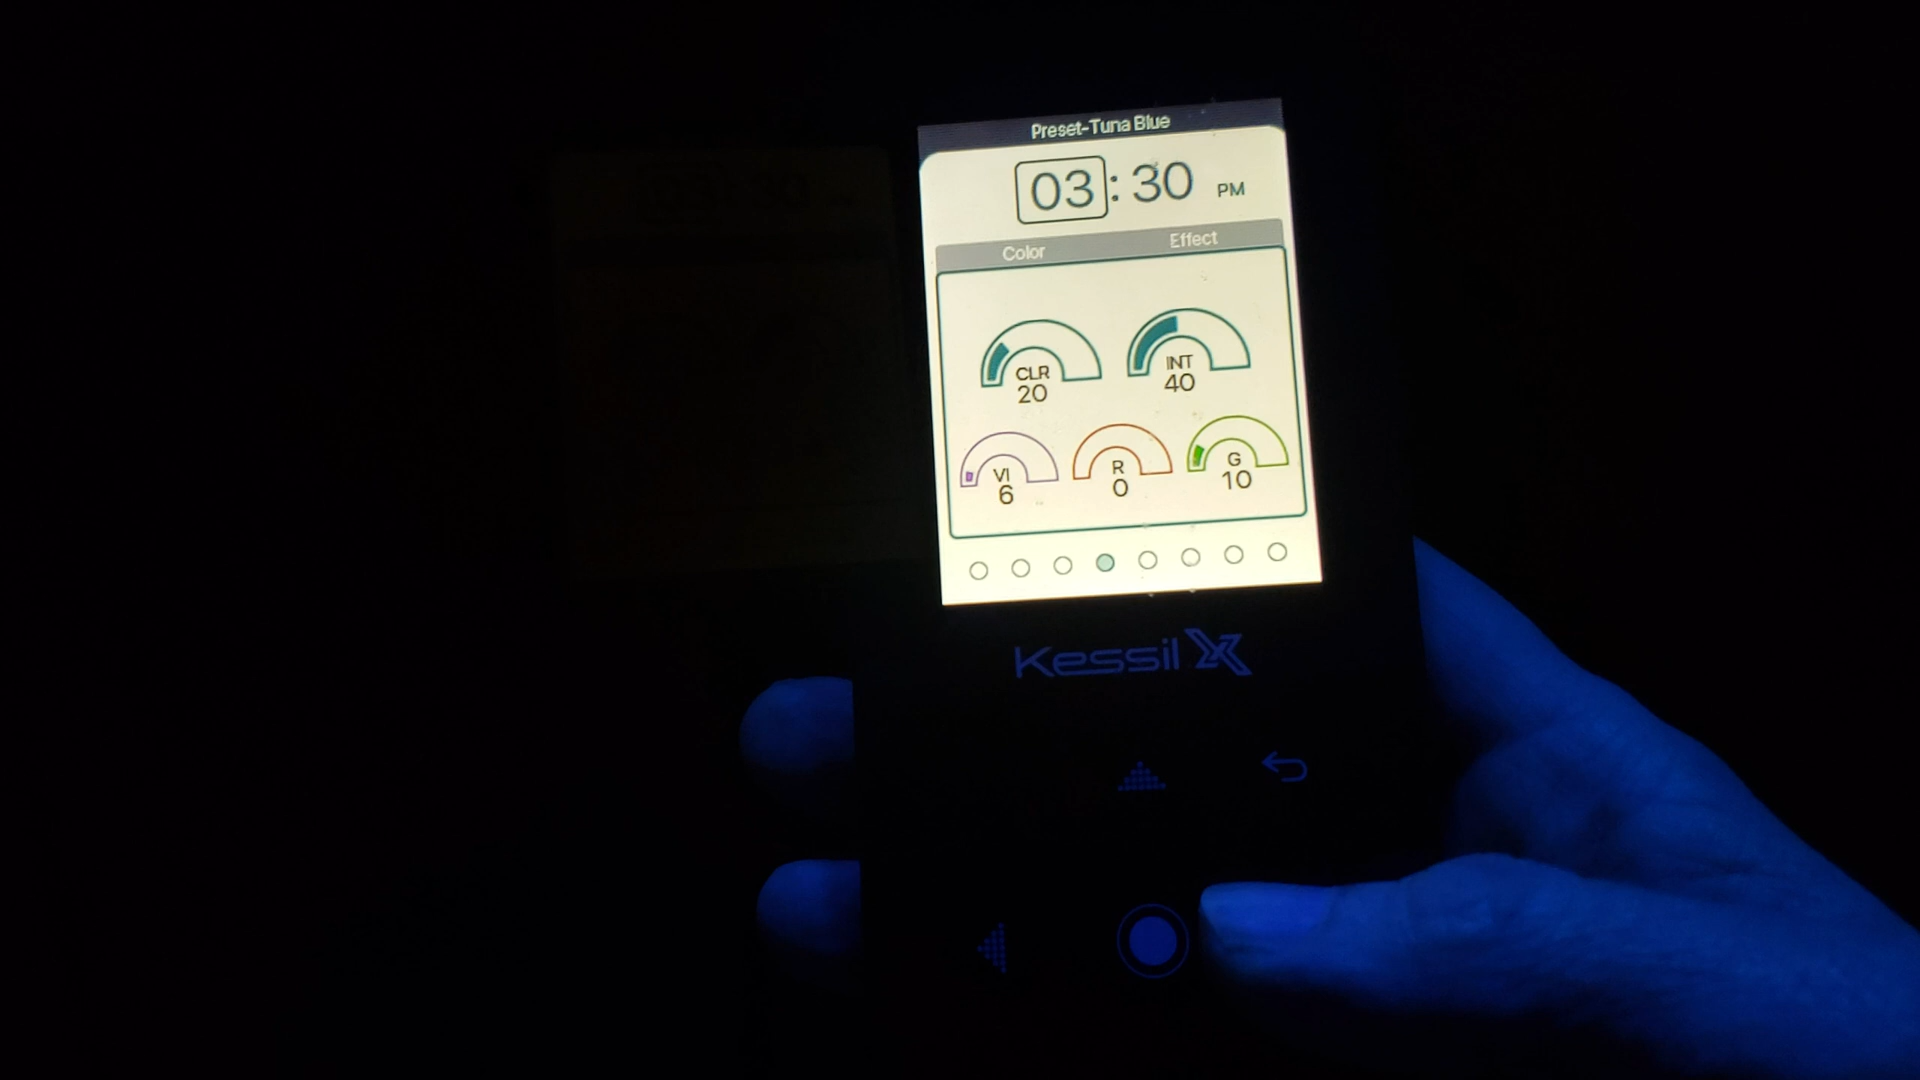 Preset-Tuna Blue
03:30 PM
Color Effect
CLR
20
INT
40
VI
6
R
0
G
10
Kessil X